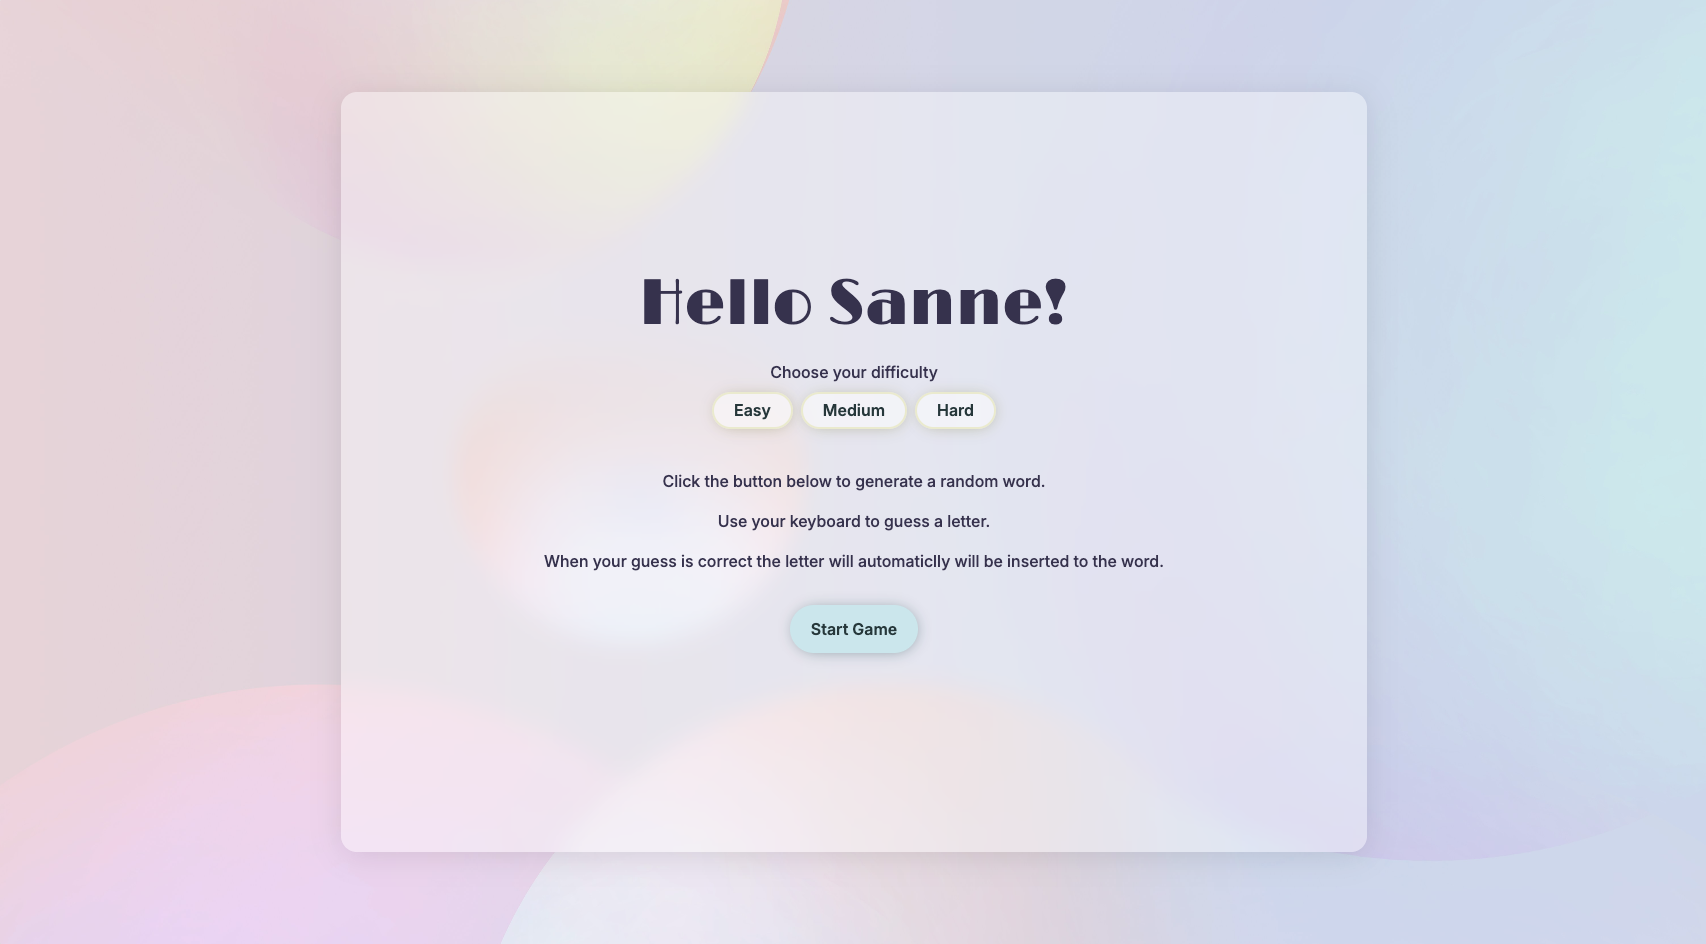 Hello Sanne!
Choose your difficulty
Easy Medium Hard
Click the button below to generate a random word.
Use your keyboard to guess a letter.
When your guess is correct the letter will automaticlly will be inserted to the word.
Start Game